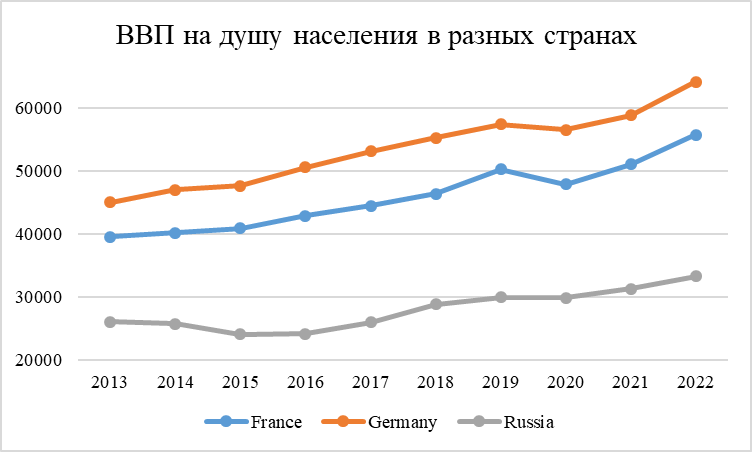 ВВП на душу населения в разных странах
60000
50000
40000
30000
20000
2013 2014 2015 2016 2017 2018 2019 2020 2021 2022
France Germany Russia